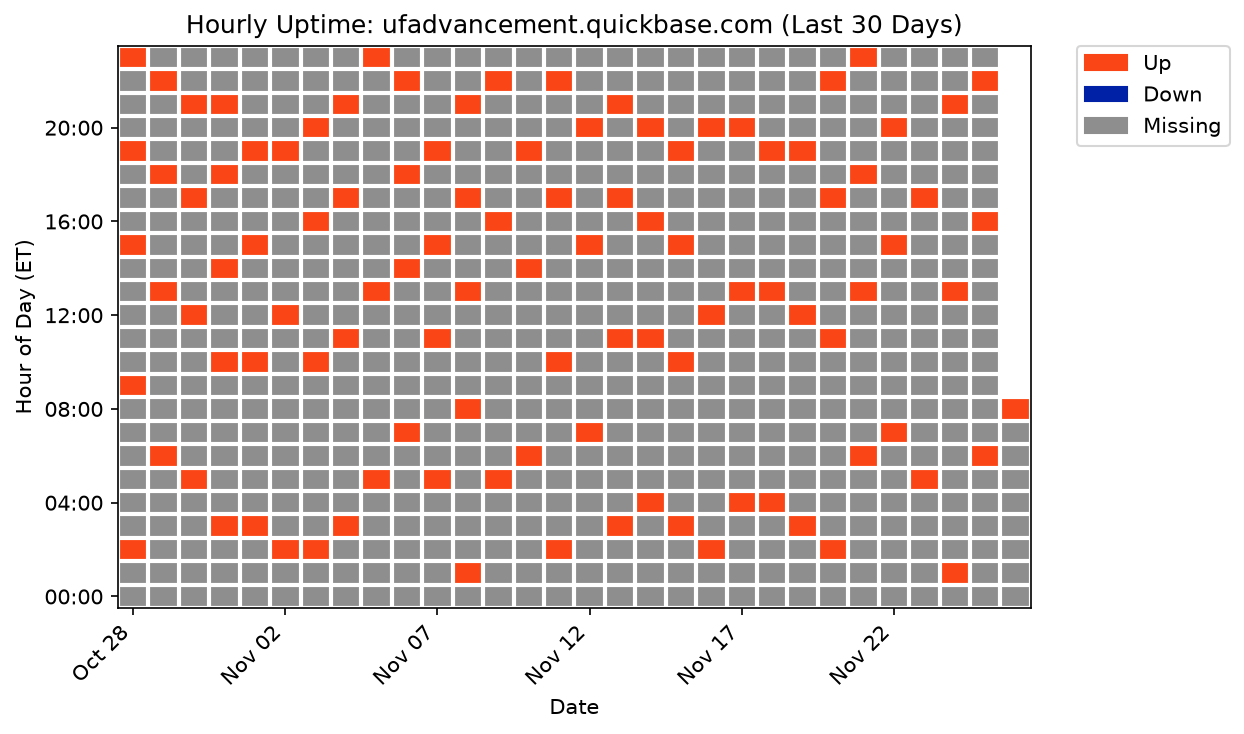 Hourly Uptime: ufadvancement.quickbase.com (Last 30 Days)
Up
Down
Missing
20:00
16:00
12:00
08:00
04:00
00:00
Hour of Day (ET)
Oct 28
Nov 02
Nov 07
Nov 12
Nov 17
Nov 22
Date